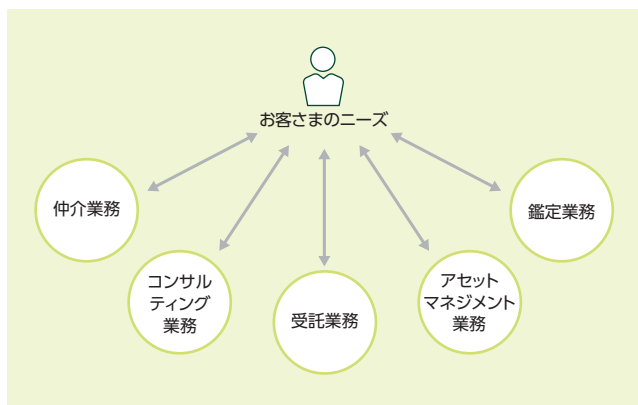 お客さまのニーズ
仲介業務
コンサル
ティング
業務
受託業務
アセット
マネジメント
業務
鑑定業務